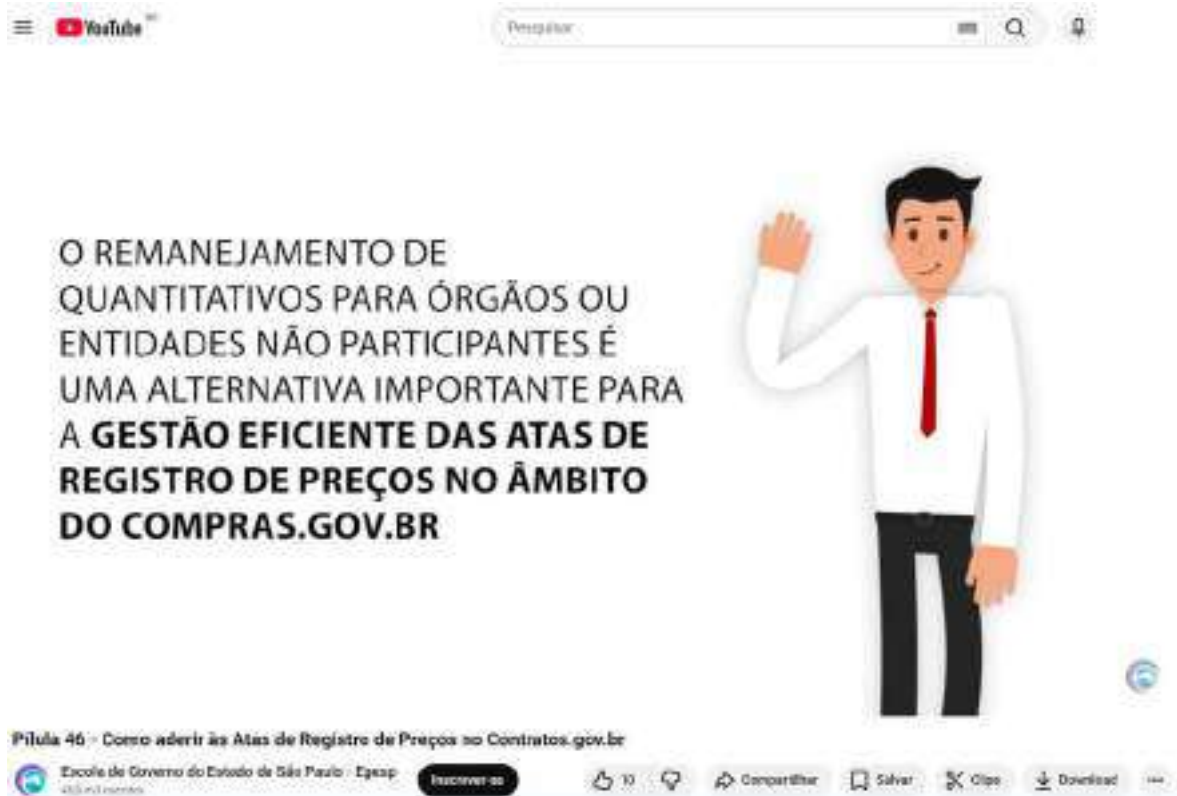 YouTube
Pesquisar
O REMANEJAMENTO DE
QUANTITATIVOS PARA ÓRGÃOS OU
ENTIDADES NÃO PARTICIPANTES É
UMA ALTERNATIVA IMPORTANTE PARA
A GESTÃO EFICIENTE DAS ATAS DE
REGISTRO DE PREÇOS NO ÂMBITO
DO COMPRAS.GOV.BR
Pílula 46 - Como aderir às Atas de Registro de Preços no Contratos.gov.br
Escola de Governo do Estado de São Paulo - Egesp
Inscrever-se
10
Compartilhar
Salvar
Clipe
Download